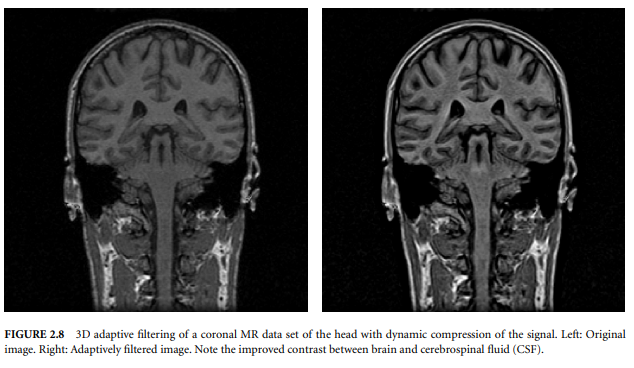 FIGURE 2.8 3D adaptive filtering of a coronal MR data set of the head with dynamic compression of the signal. Left: Original
image. Right: Adaptively filtered image. Note the improved contrast between brain and cerebrospinal fluid (CSF).